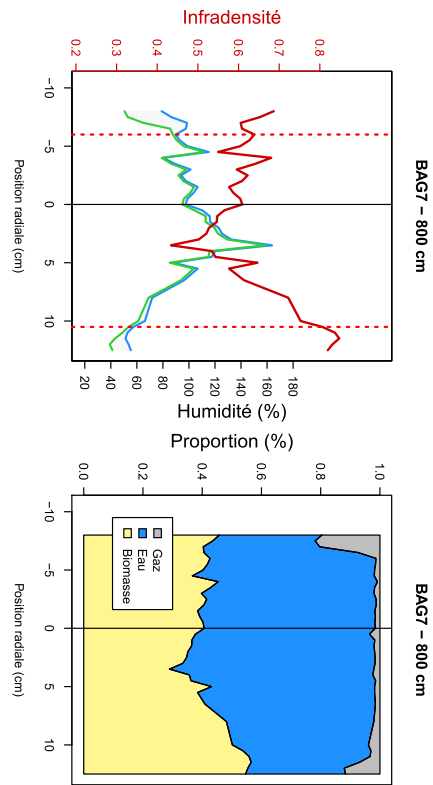 Infradensité
0.2 0.3 0.4 0.5 0.6 0.7 0.8
BAG7 − 800 cm
−10 −5 0 5 10
Position radiale (cm)
20 40 60 80 100 120 140 160 180
Humidité (%)
Proportion (%)
0.0 0.2 0.4 0.6 0.8 1.0
BAG7 − 800 cm
Gaz
Eau
Biomasse
−10 −5 0 5 10
Position radiale (cm)